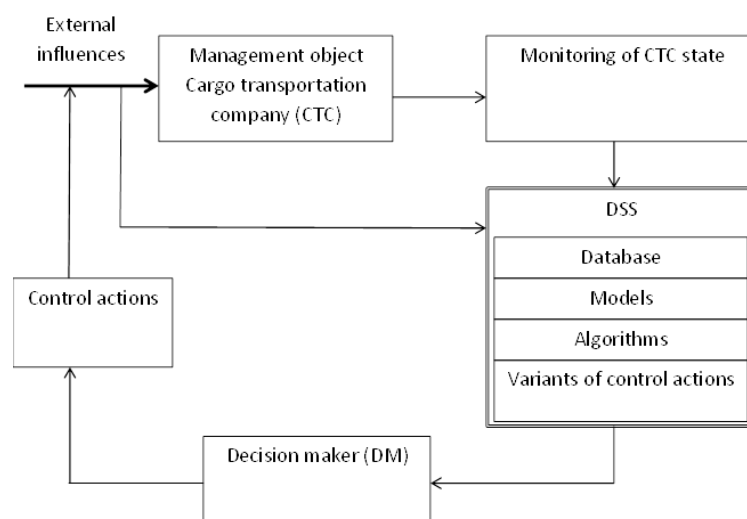 External
influences
Management object
Cargo transportation
company (CTC)
Monitoring of CTC state
DSS
Database
Models
Algorithms
Variants of control actions
Control actions
Decision maker (DM)